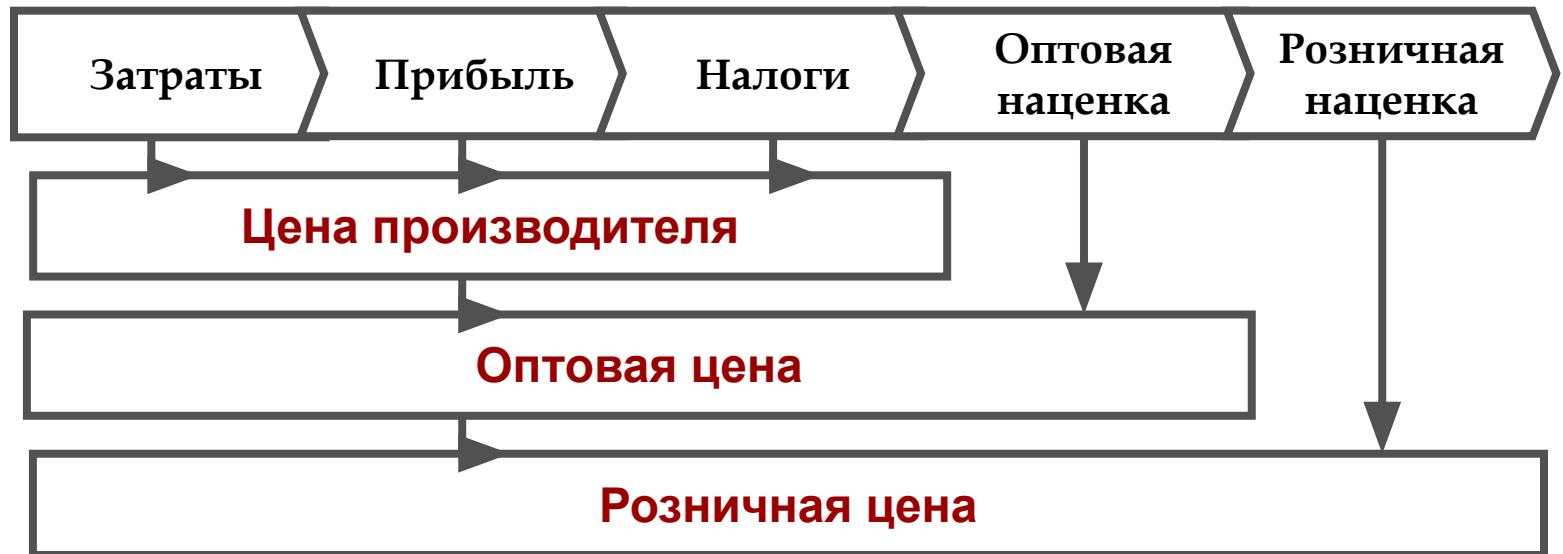 Затраты
Прибыль
Налоги
Оптовая
наценка
Розничная
наценка
Цена производителя
Оптовая цена
Розничная цена